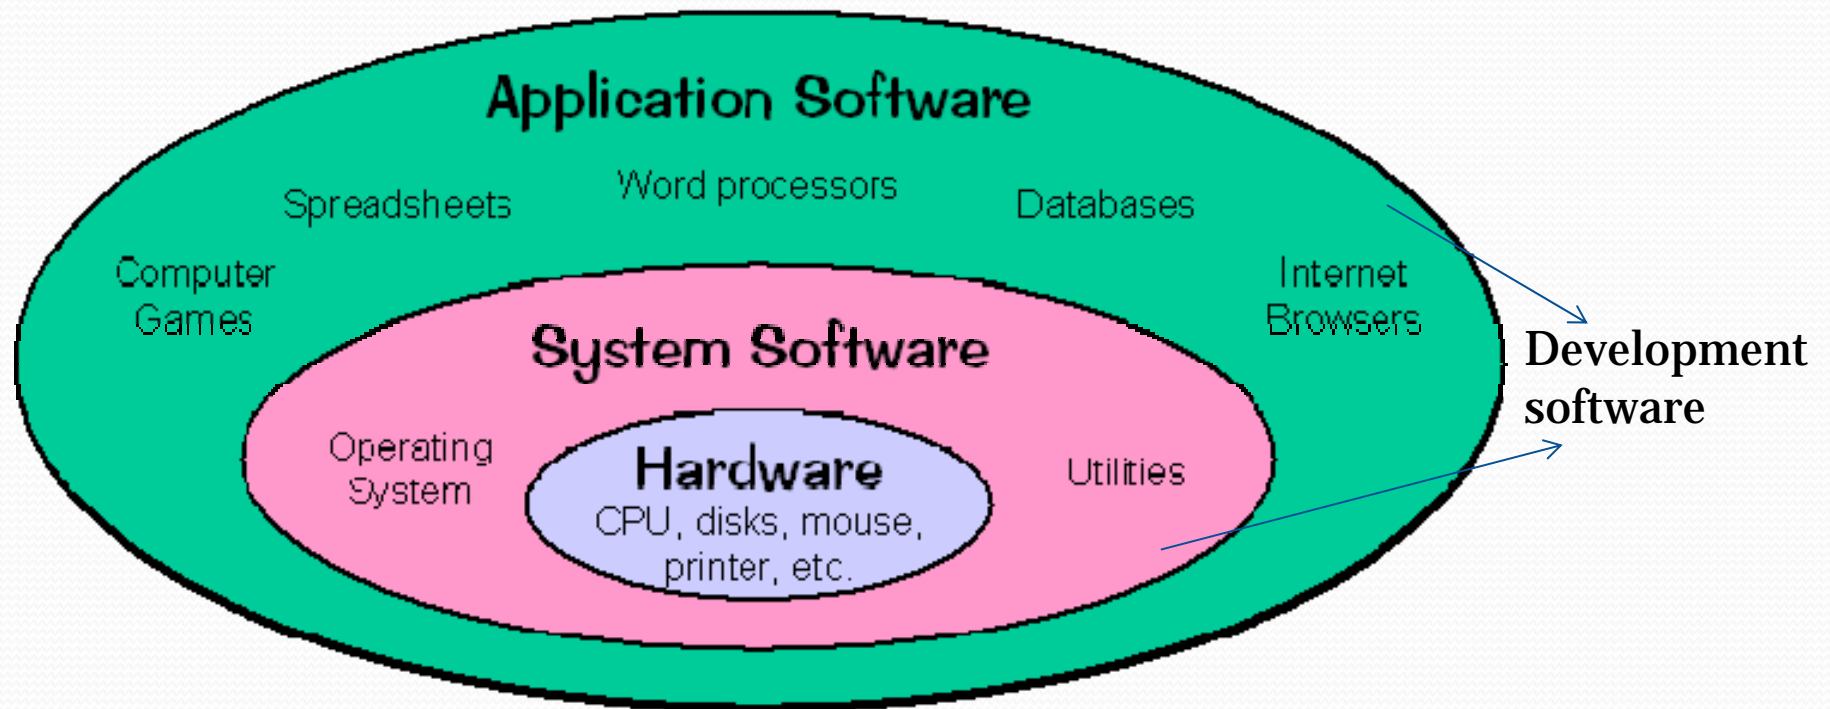 Application Software
Word processors
Spreadsheets
Databases
Computer
Games
Internet
Browsers
System Software
Operating
System
Hardware
CPU, disks, mouse,
printer, etc.
Utilities
Development
software